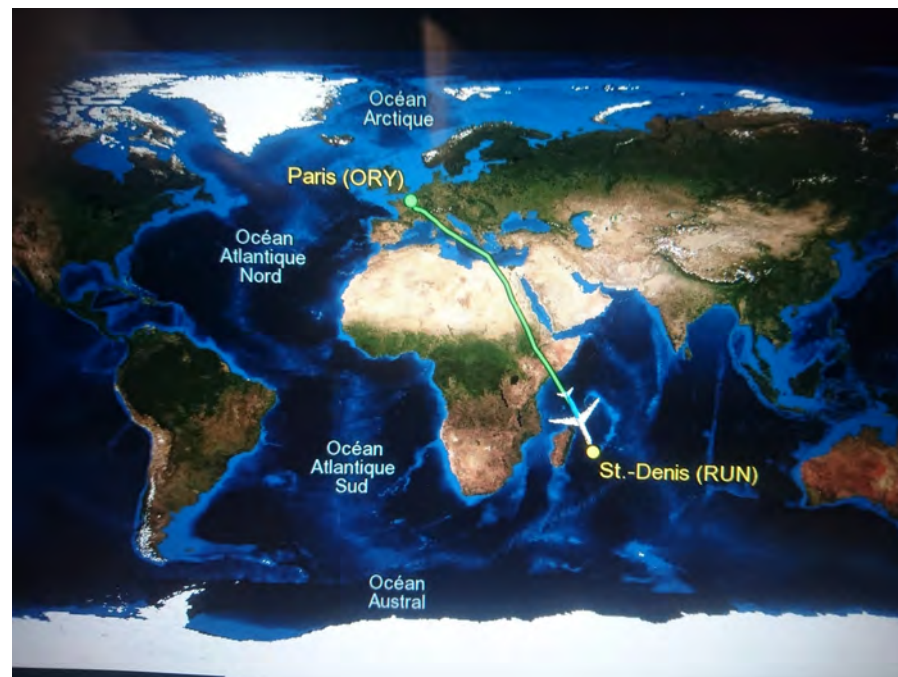 Océan
Arctique
Paris (ORY)
Océan
Atlantique
Nord
Océan
Atlantique
Sud
St.-Denis (RUN)
Océan
Austral